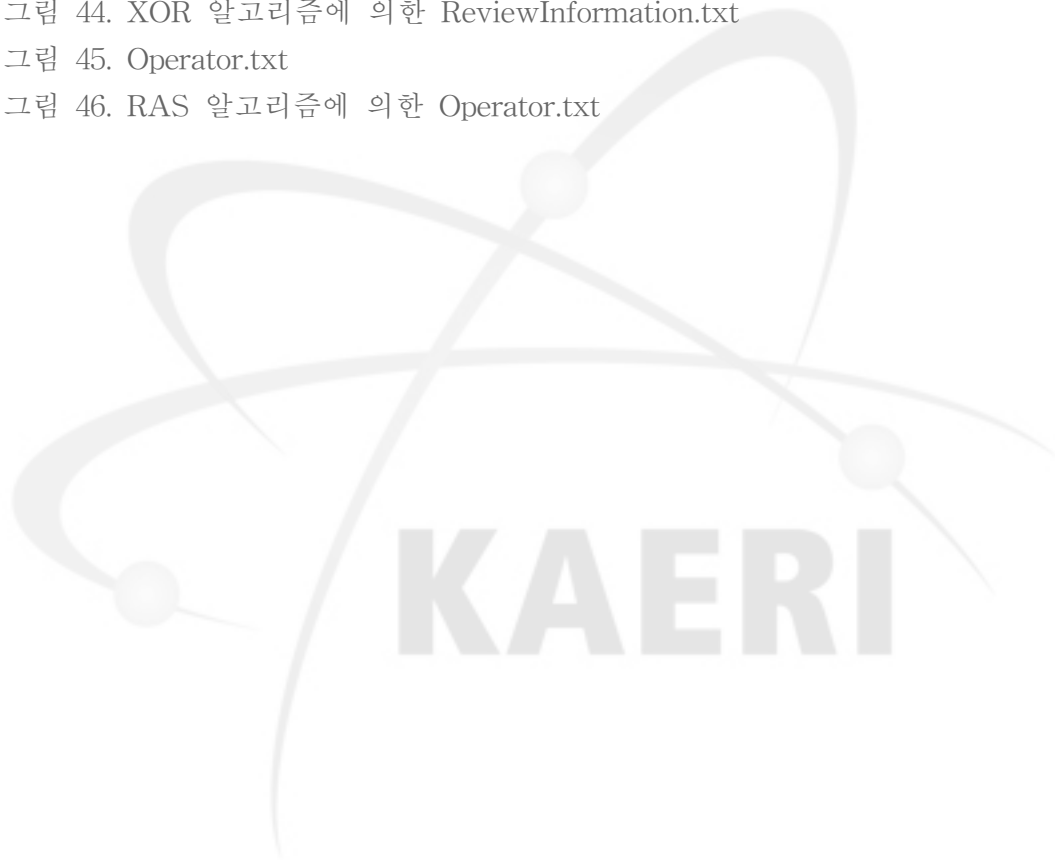 그림 44. XOR 알고리즘에 의한 ReviewInformation.txt
그림 45. Operator.txt
그림 46. RAS 알고리즘에 의한 Operator.txt
KAERI